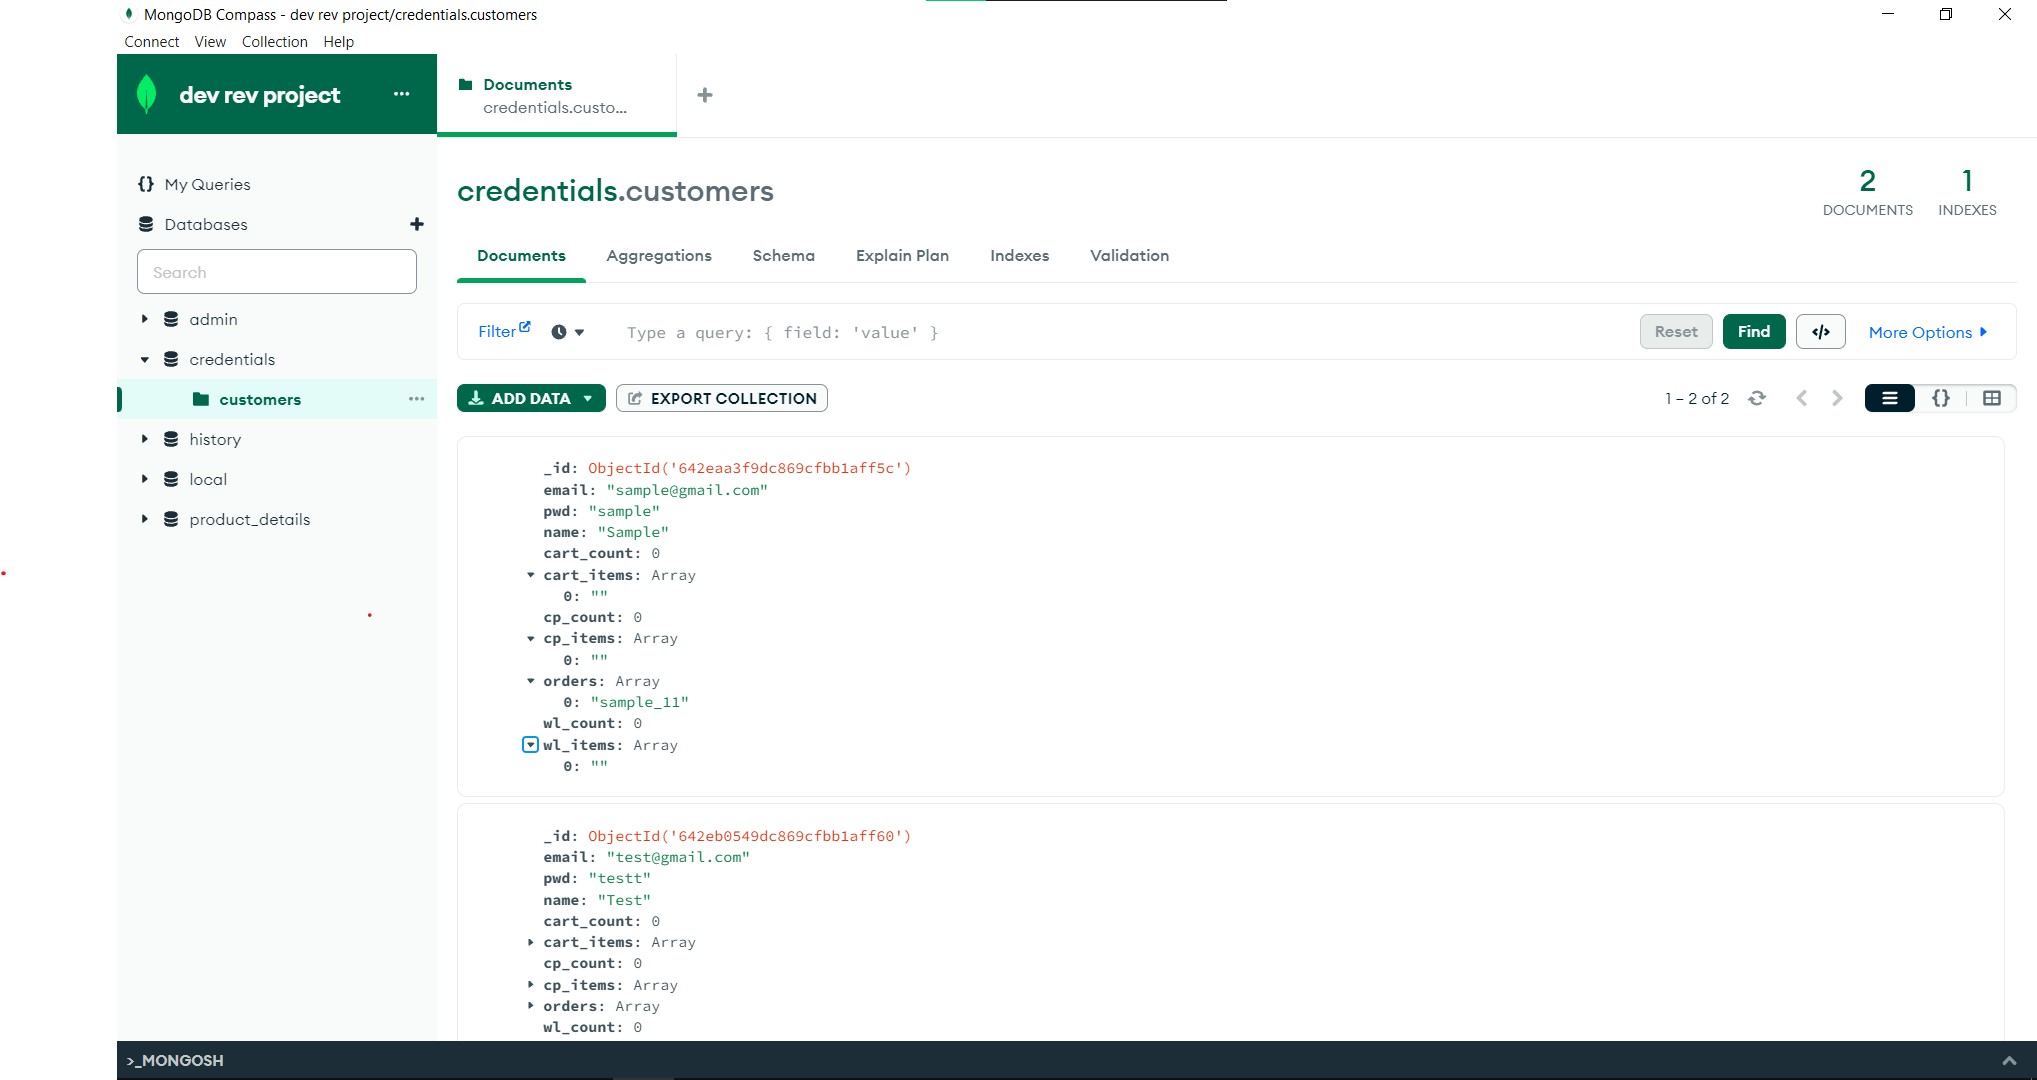 MongoDB Compass - dev rev project/credentials.customers
Connect View Collection Help
dev rev project ...
Documents
credentials.custo...
+
{} My Queries
Databases +
Search
admin
credentials
customers ...
history
local
product_details
credentials.customers
2
DOCUMENTS
1
INDEXES
Documents Aggregations Schema Explain Plan Indexes Validation
Filter Type a query: { field: 'value' } Reset Find </> More Options
ADD DATA EXPORT COLLECTION 1 – 2 of 2 {}
_id: ObjectId('642eaa3f9dc869cfbb1aff5c')
email: "sample@gmail.com"
pwd: "sample"
name: "Sample"
cart_count: 0
cart_items: Array
0: ""
cp_count: 0
cp_items: Array
0: ""
orders: Array
0: "sample_11"
wl_count: 0
wl_items: Array
0: ""
_id: ObjectId('642eb0549dc869cfbb1aff60')
email: "test@gmail.com"
pwd: "testt"
name: "Test"
cart_count: 0
cart_items: Array
cp_count: 0
cp_items: Array
orders: Array
wl_count: 0
>_MONGOSH